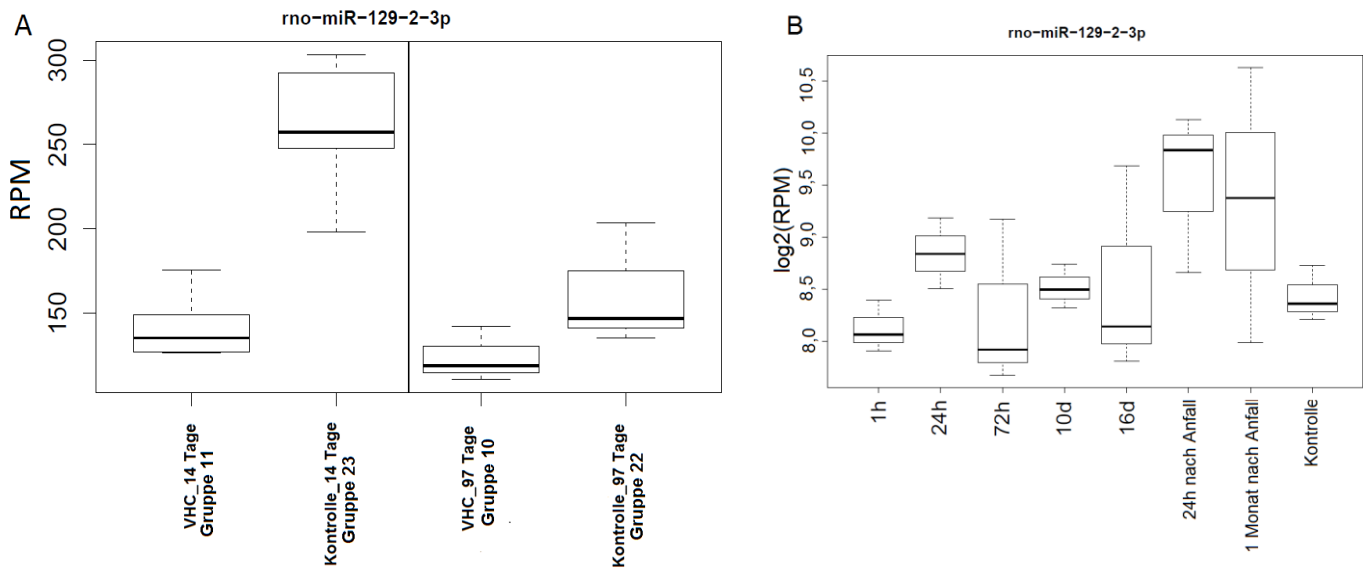 A
rno-miR-129-2-3p
RPM
300
250
200
150
VHC_14 Tage
Gruppe 11
Kontrolle_14 Tage
Gruppe 23
VHC_97 Tage
Gruppe 10
Kontrolle_97 Tage
Gruppe 22
B
rno-miR-129-2-3p
log2(RPM)
10,5
10,0
9,5
9,0
8,5
8,0
1h
24h
72h
10d
16d
24h nach Anfall
1 Monat nach Anfall
Kontrolle